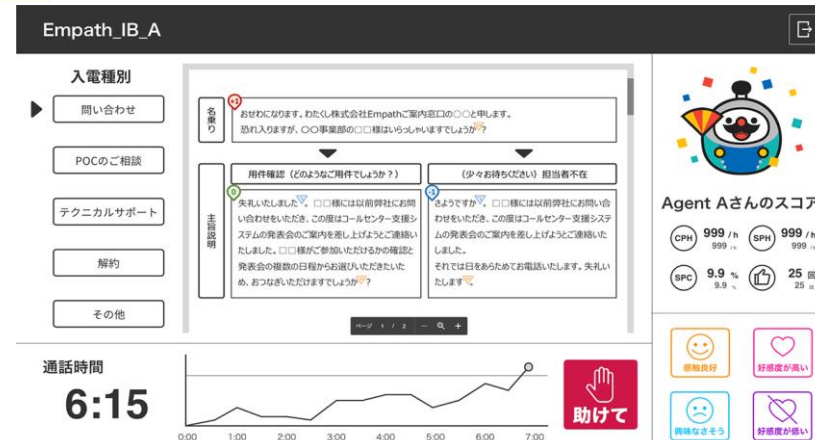 Empath_IB_A
入電種別
問い合わせ
POCのご相談
テクニカルサポート
解約
その他
名乗り
+1
おせわになります。わたくし株式会社Empathご案内窓口の○○と申します。
恐れ入りますが、○○事業部の□□様はいらっしゃいますでしょうか?
用件確認(どのようなご用件でしょうか?)
(少々お待ちください)担当者不在
主旨説明
0
失礼いたしました。□□様には以前弊社にお問
い合わせをいただき、この度はコールセンター支援シ
ステムの発表会のご案内を差し上げようとご連絡い
たしました。□□様がご参加いただけるかの確認と
発表会の複数の日程からお選びいただきたいた
め、おつなぎいただけますでしょうか?
-1
さようですか。□□様には以前弊社にお問い合
わせをいただき、この度はコールセンター支援システ
ムの発表会のご案内を差し上げようとご連絡いた
しました。
それでは日をあらためてお電話いたします。失礼い
たします。
ページ 1 / 2
Agent Aさんのスコア
CPH 999 /h
999 /h
SPH 999 /h
999 /h
SPC 9.9 %
9.9 %
25 回
25 回
通話時間
6:15
0:00 1:00 2:00 3:00 4:00 5:00 6:00 7:00
助けて
感触良好
好感度が高い
興味なさそう
好感度が低い